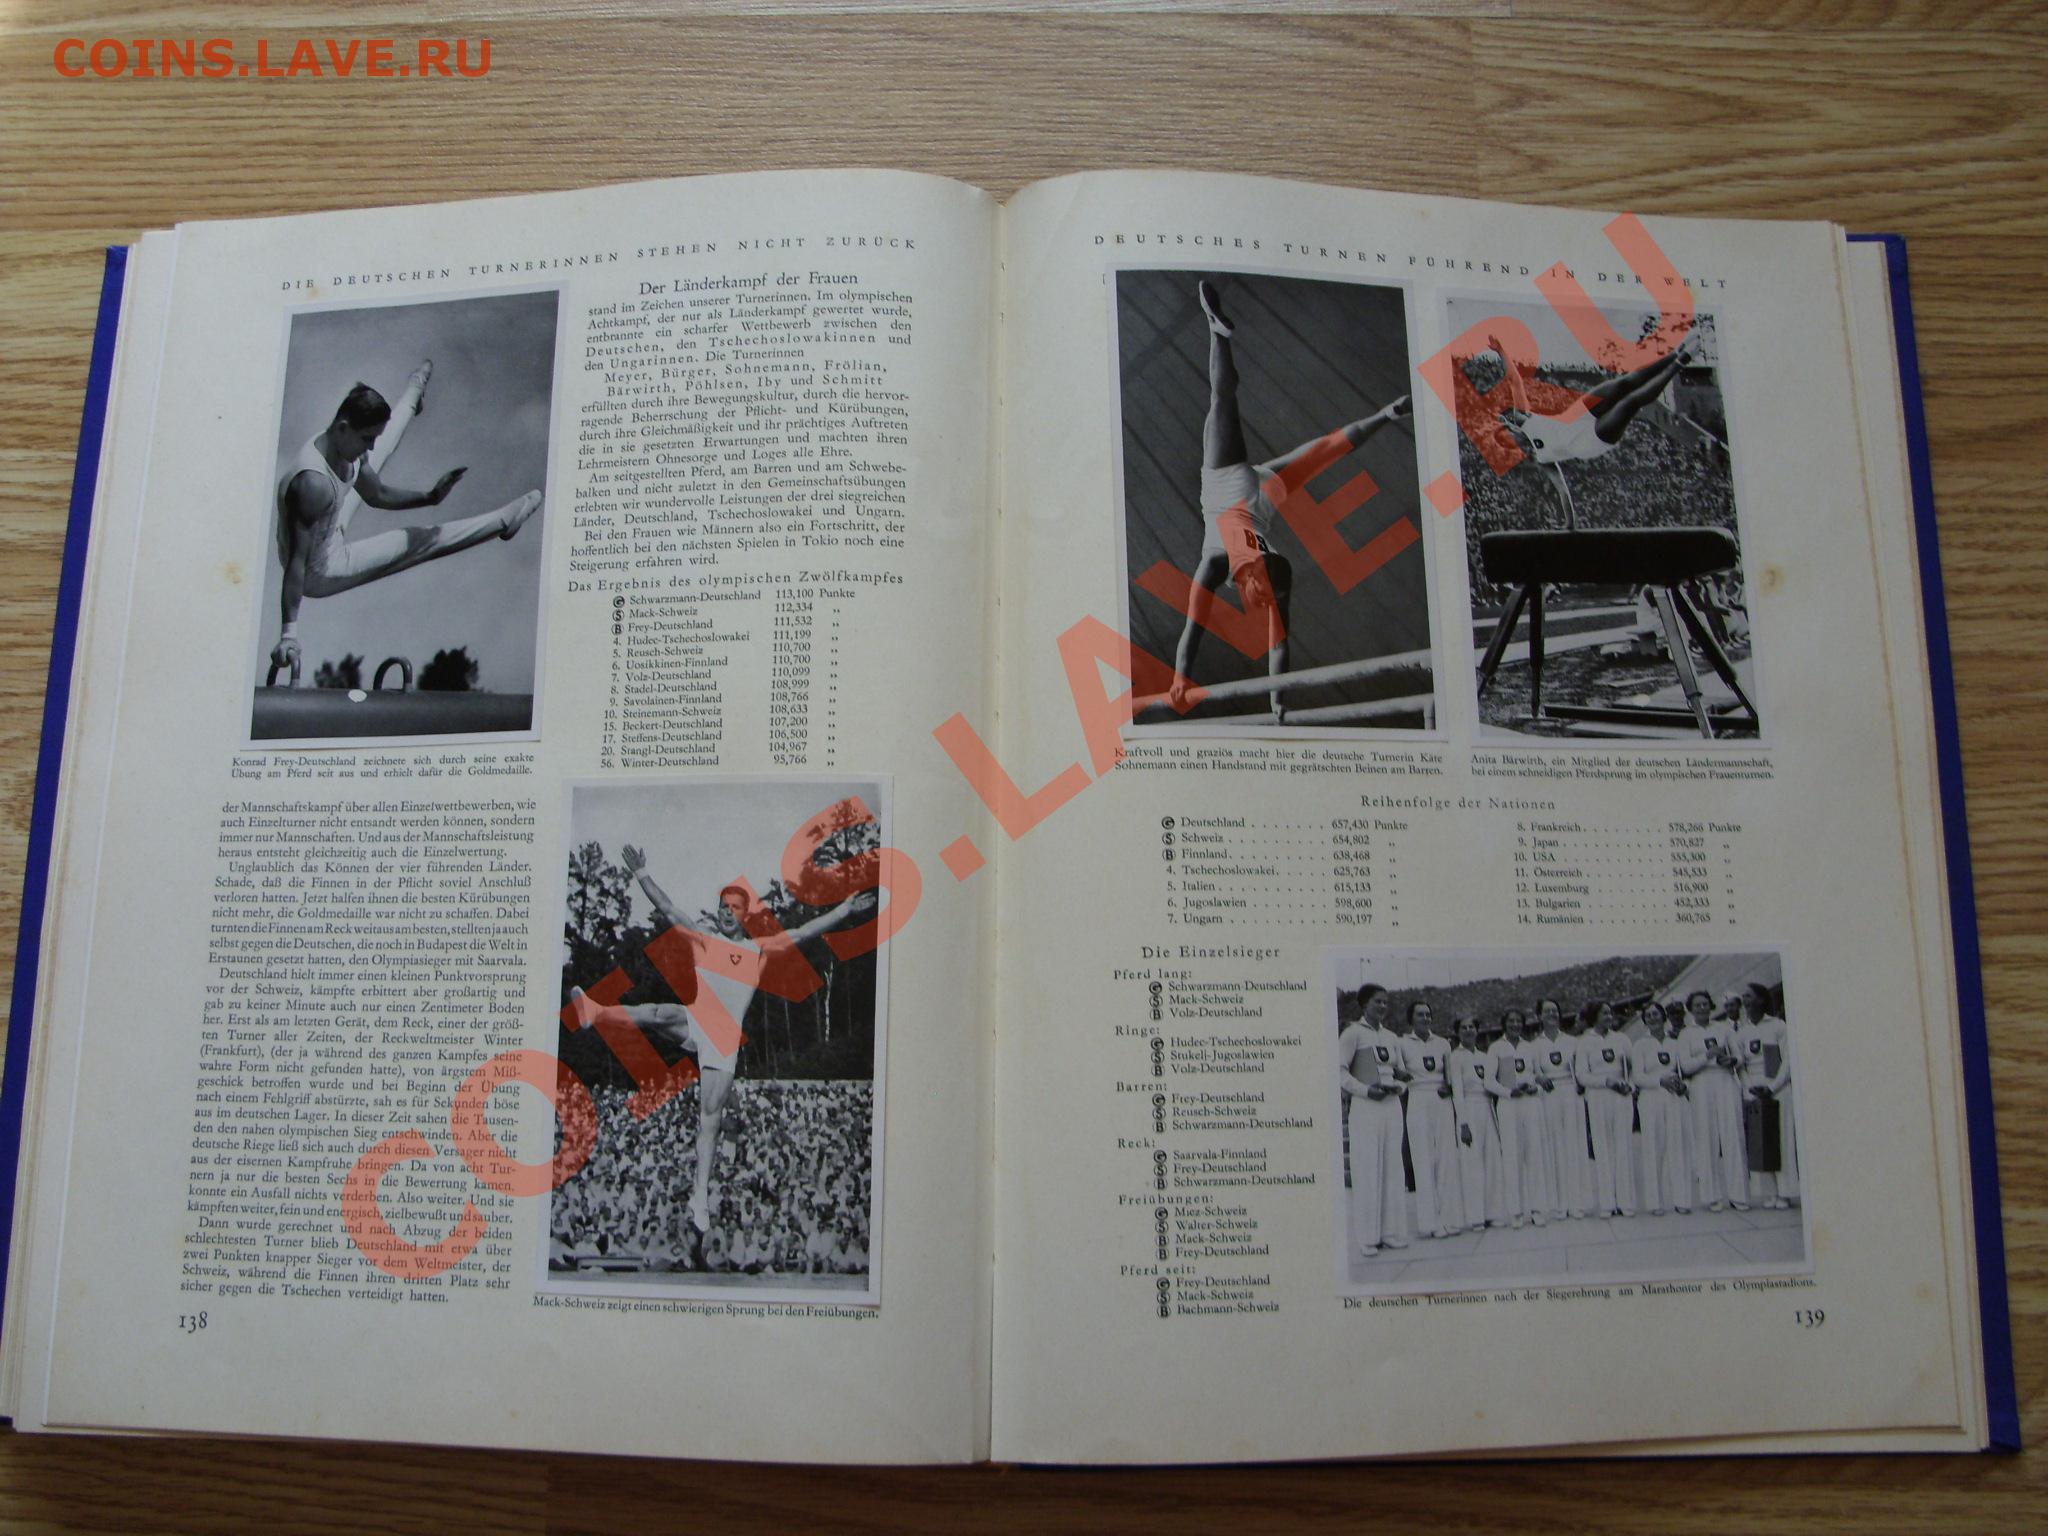 COINS.LAVE.RU
DIE DEUTSCHEN TURNERINNEN STEHEN NICHT ZURÜCK
Konrad Frey-Deutschland zeichnete sich durch seine exakte
Übung am Pferd seit aus und erhielt dafür die Goldmedaille.
der Mannschaftskampf über allen Einzelwettbewerben, wie
auch Einzelturner nicht entsandt werden können, sondern
immer nur Mannschaften. Und aus der Mannschaftsleistung
heraus entsteht gleichzeitig auch die Einzelwertung.
Unglaublich das Können der vier führenden Länder.
Schade, daß die Finnen in der Pflicht soviel Anschluß
verloren hatten. Jetzt halfen ihnen die besten Kürübungen
nicht mehr, die Goldmedaille war nicht zu schaffen. Dabei
turnten die Finnen am Reck weitaus am besten, stellten ja auch
selbst gegen die Deutschen, die noch in Budapest die Welt in
Erstaunen gesetzt hatten, den Olympiasieger mit Saarvala.
Deutschland hielt immer einen kleinen Punktvorsprung
vor der Schweiz, kämpfte erbittert aber großartig und
gab zu keiner Minute auch nur einen Zentimeter Boden
her. Erst als am letzten Gerät, dem Reck, einer der größ-
ten Turner aller Zeiten, der Reckweltmeister Winter
(Frankfurt), (der ja während des ganzen Kampfes seine
wahre Form nicht gefunden hatte), von ärgstem Miß-
geschick betroffen wurde und bei Beginn der Übung
nach einem Fehlgriff abstürzte, sah es für Sekunden böse
aus im deutschen Lager. In dieser Zeit sahen die Tausen-
den den nahen olympischen Sieg entschwinden. Aber die
deutsche Riege ließ sich auch durch diesen Versager nicht
aus der eisernen Kampfruhe bringen. Da von acht Tur-
nern ja nur die besten Sechs in die Bewertung kamen,
konnte ein Ausfall nichts verderben. Also weiter. Und sie
kämpften weiter, fein und energisch, zielbewußt und sauber.
Dann wurde gerechnet und nach Abzug der beiden
schlechtesten Turner blieb Deutschland mit etwa über
zwei Punkten knapper Sieger vor dem Weltmeister, der
Schweiz, während die Finnen ihren dritten Platz sehr
sicher gegen die Tschechen verteidigt hatten.
138
Der Länderkampf der Frauen
stand im Zeichen unserer Turnerinnen. Im olympischen
Achtkampf, der nur als Länderkampf gewertet wurde,
entbrannte ein scharfer Wettbewerb zwischen den
Deutschen, den Tschechoslowakinnen und
den Ungarinnen. Die Turnerinnen
Meyer, Bürger, Sohnemann, Frölian,
Bärwirth, Pöhlsen, Iby und Schmitt
erfüllten durch ihre Bewegungskultur, durch die hervor-
ragende Beherrschung der Pflicht- und Kürübungen,
durch ihre Gleichmäßigkeit und ihr prächtiges Auftreten
die in sie gesetzten Erwartungen und machten ihren
Lehrmeistern Ohnesorge und Loges alle Ehre.
Am seitgestellten Pferd, am Barren und am Schwebe-
balken und nicht zuletzt in den Gemeinschaftsübungen
erlebten wir wundervolle Leistungen der drei siegreichen
Länder, Deutschland, Tschechoslowakei und Ungarn.
Bei den Frauen wie Männern also ein Fortschritt, der
hoffentlich bei den nächsten Spielen in Tokio noch eine
Steigerung erfahren wird.
Das Ergebnis des olympischen Zwölfkampfes
G Schwarzmann-Deutschland 113,100 Punkte
S Mack-Schweiz 112,334 „
B Frey-Deutschland 111,532 „
4. Hudec-Tschechoslowakei 111,199 „
5. Reusch-Schweiz 110,700 „
6. Uosikkinen-Finnland 110,700 „
7. Volz-Deutschland 110,099 „
8. Stadel-Deutschland 108,999 „
9. Savolainen-Finnland 108,766 „
10. Steinemann-Schweiz 108,633 „
15. Beckert-Deutschland 107,200 „
17. Steffens-Deutschland 106,500 „
20. Stangl-Deutschland 104,967 „
56. Winter-Deutschland 95,766 „
Mack-Schweiz zeigt einen schwierigen Sprung bei den Freiübungen.
DEUTSCHES TURNEN FÜHREND IN DER WELT
Kraftvoll und graziös macht hier die deutsche Turnerin Käte
Sohnemann einen Handstand mit gegrätschten Beinen am Barren.
Anita Bärwirth, ein Mitglied der deutschen Ländermannschaft,
bei einem schneidigen Pferdsprung im olympischen Frauenturnen.
Reihenfolge der Nationen
G Deutschland . . . . . . . 657,430 Punkte
S Schweiz . . . . . . . . . 654,802 „
B Finnland. . . . . . . . . 638,468 „
4. Tschechoslowakei. . . . . 625,763 „
5. Italien . . . . . . . . . 615,133 „
6. Jugoslawien . . . . . . . 598,600 „
7. Ungarn . . . . . . . . . 590,197 „
8. Frankreich. . . . . . . . 578,266 Punkte
9. Japan . . . . . . . . . . 570,827 „
10. USA . . . . . . . . . . 555,300 „
11. Österreich . . . . . . . 545,533 „
12. Luxemburg . . . . . . . 516,900 „
13. Bulgarien . . . . . . . 452,333 „
14. Rumänien . . . . . . . . 360,765 „
Die Einzelsieger
Pferd lang:
G Schwarzmann-Deutschland
S Mack-Schweiz
B Volz-Deutschland
Ringe:
G Hudec-Tschechoslowakei
S Stukelj-Jugoslawien
B Volz-Deutschland
Barren:
G Frey-Deutschland
S Reusch-Schweiz
B Schwarzmann-Deutschland
Reck:
G Saarvala-Finnland
S Frey-Deutschland
B Schwarzmann-Deutschland
Freiübungen:
G Miez-Schweiz
S Walter-Schweiz
B Mack-Schweiz
B Frey-Deutschland
Pferd seit:
G Frey-Deutschland
S Mack-Schweiz
B Bachmann-Schweiz
Die deutschen Turnerinnen nach der Siegerehrung am Marathontor des Olympiastadions.
139
COINS.LAVE.RU